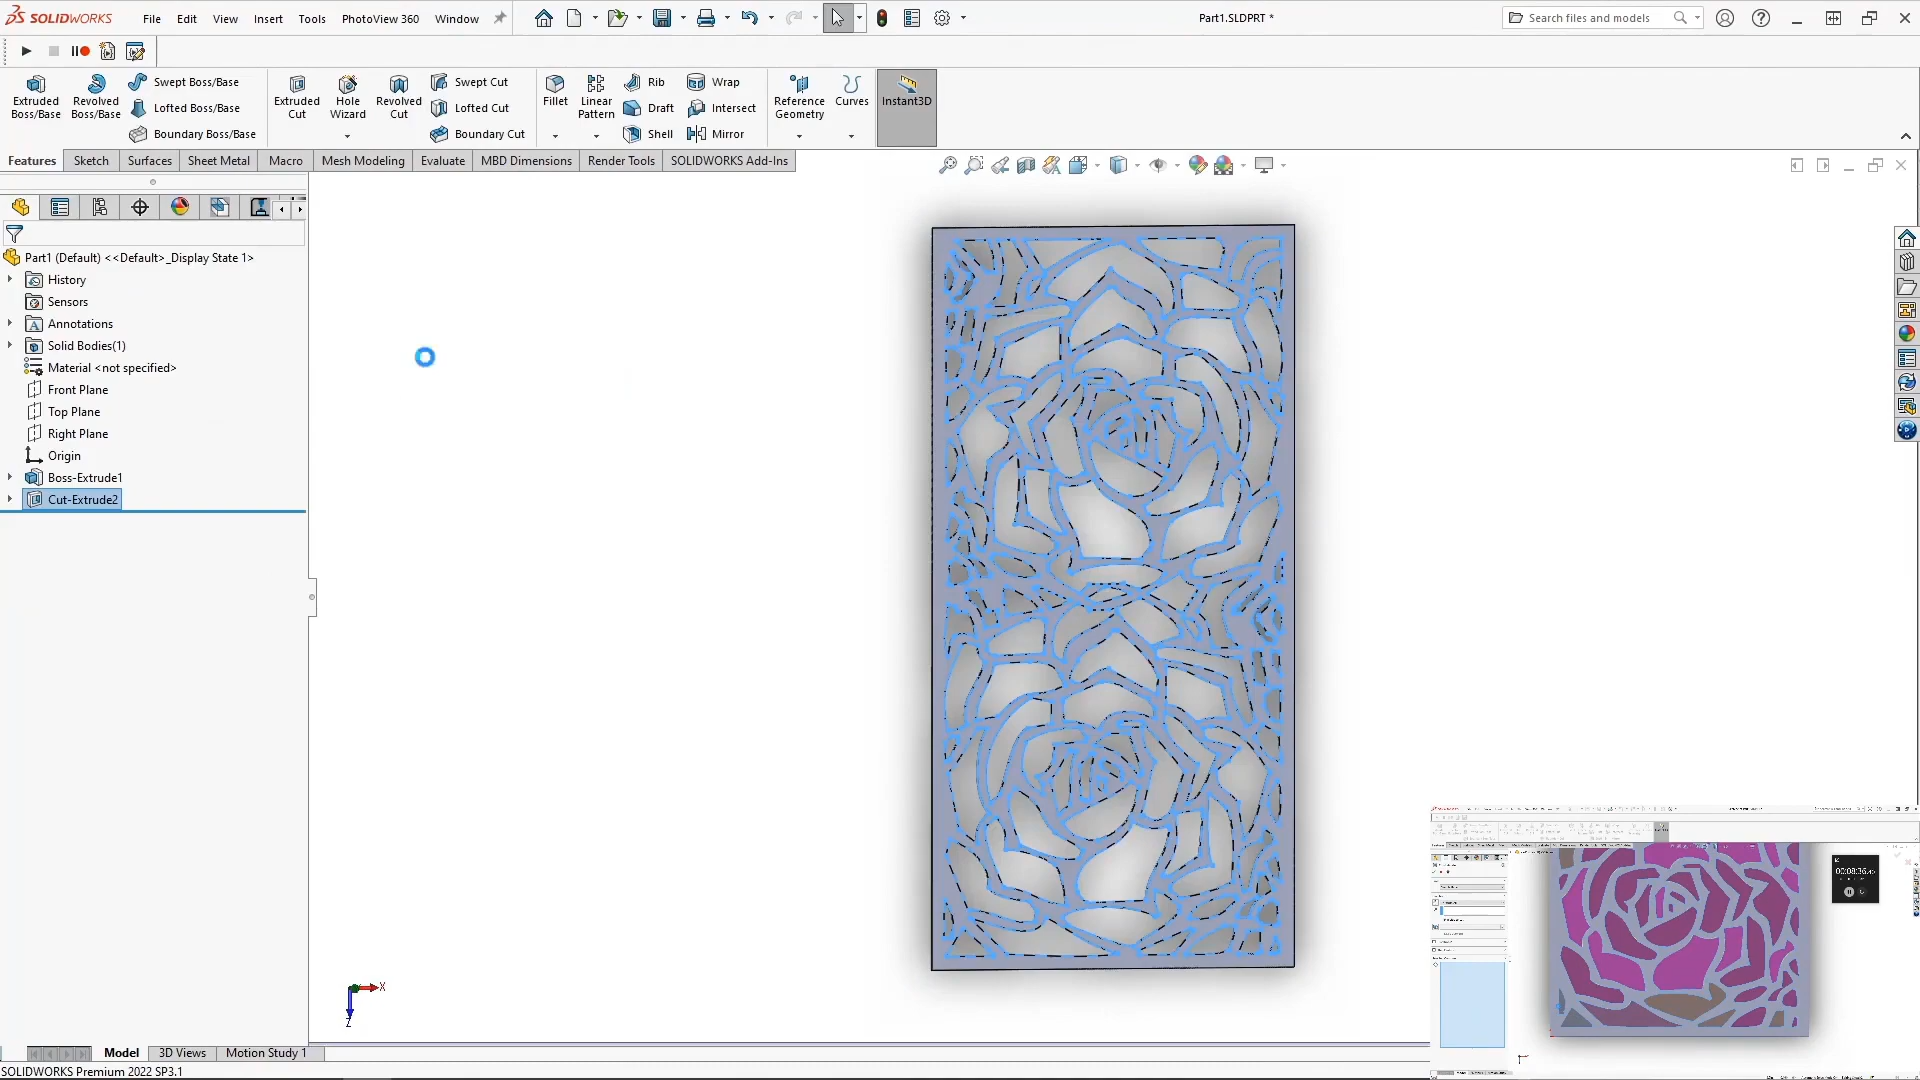 SOLIDWORKS File Edit View Insert Tools PhotoView 360 Window Part1.SLDPRT * Search files and models
Extruded Boss/Base
Revolved Boss/Base
Swept Boss/Base
Lofted Boss/Base
Boundary Boss/Base
Extruded Cut
Hole Wizard
Revolved Cut
Swept Cut
Lofted Cut
Boundary Cut
Fillet
Linear Pattern
Rib
Draft
Shell
Wrap
Intersect
Mirror
Reference Geometry
Curves
Instant3D
Features Sketch Surfaces Sheet Metal Macro Mesh Modeling Evaluate MBD Dimensions Render Tools SOLIDWORKS Add-Ins
Part1 (Default) <<Default>_Display State 1>
History
Sensors
Annotations
Solid Bodies(1)
Material <not specified>
Front Plane
Top Plane
Right Plane
Origin
Boss-Extrude1
Cut-Extrude2
X
Z
00:08:36
Model 3D Views Motion Study 1
SOLIDWORKS Premium 2022 SP3.1